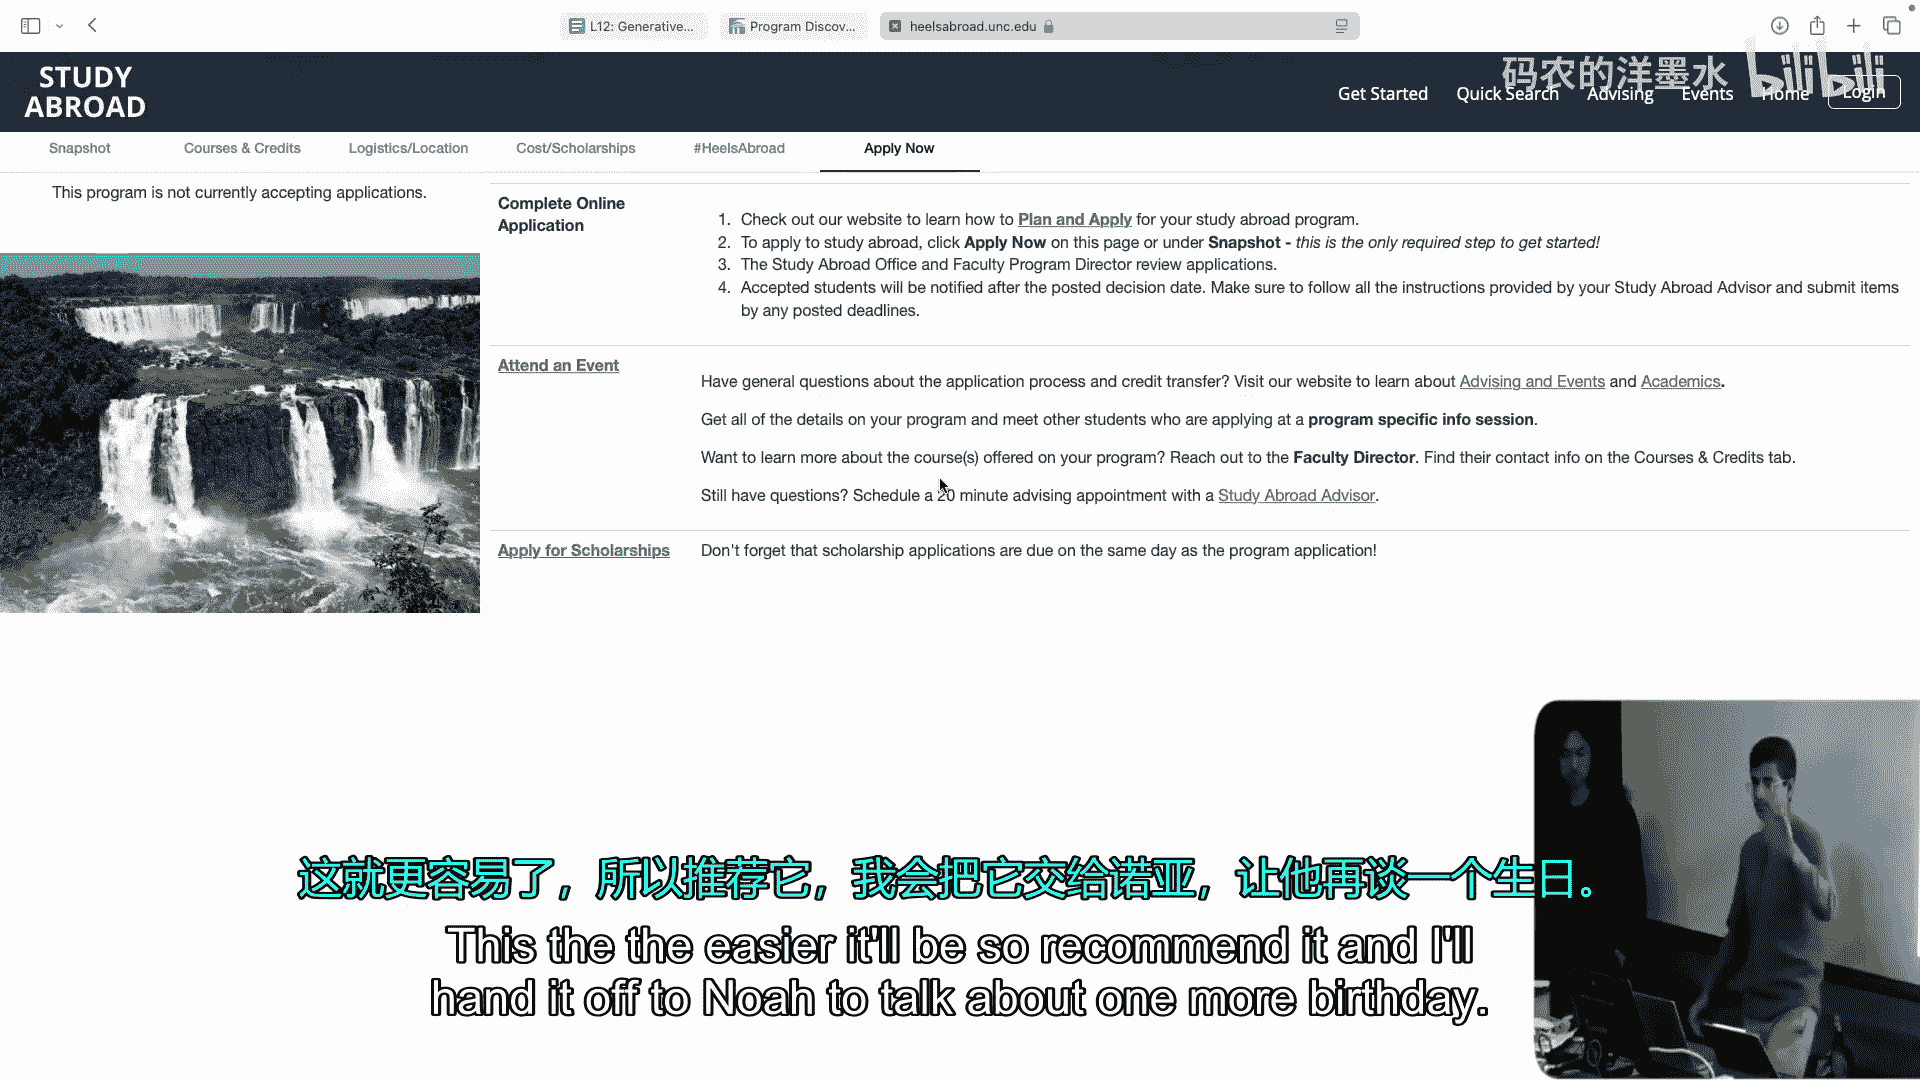 L12: Generative...
Program Discov...
heelsabroad.unc.edu
STUDY
ABROAD
Get Started
Quick Search
Advising
Events
Home
Login
码农的洋墨水
bilibili
Snapshot
Courses & Credits
Logistics/Location
Cost/Scholarships
#HeelsAbroad
Apply Now
This program is not currently accepting applications.
Complete Online
Application
1. Check out our website to learn how to Plan and Apply for your study abroad program.
2. To apply to study abroad, click Apply Now on this page or under Snapshot - this is the only required step to get started!
3. The Study Abroad Office and Faculty Program Director review applications.
4. Accepted students will be notified after the posted decision date. Make sure to follow all the instructions provided by your Study Abroad Advisor and submit items
by any posted deadlines.
Attend an Event
Have general questions about the application process and credit transfer? Visit our website to learn about Advising and Events and Academics.
Get all of the details on your program and meet other students who are applying at a program specific info session.
Want to learn more about the course(s) offered on your program? Reach out to the Faculty Director. Find their contact info on the Courses & Credits tab.
Still have questions? Schedule a 20 minute advising appointment with a Study Abroad Advisor.
Apply for Scholarships
Don't forget that scholarship applications are due on the same day as the program application!
这就更容易了，所以推荐它，我会把它交给诺亚，让他再谈一个生日。
This the the easier it'll be so recommend it and I'll
hand it off to Noah to talk about one more birthday.